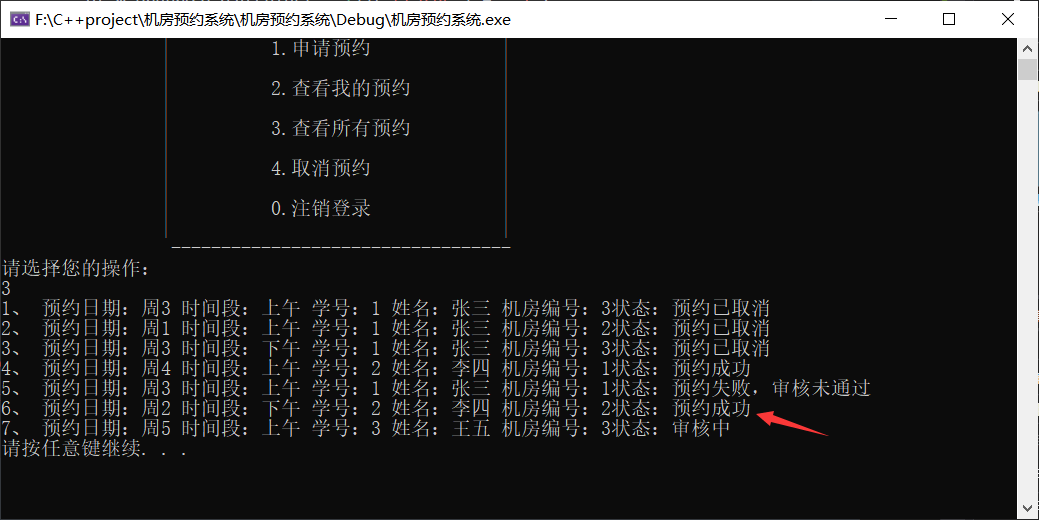 F:\C++project\机房预约系统\机房预约系统\Debug\机房预约系统.exe
1.申请预约
2.查看我的预约
3.查看所有预约
4.取消预约
0.注销登录
----------------------------------
请选择您的操作：
3
1、 预约日期：周3 时间段：上午 学号：1 姓名：张三 机房编号：3状态：预约已取消
2、 预约日期：周1 时间段：上午 学号：1 姓名：张三 机房编号：2状态：预约已取消
3、 预约日期：周3 时间段：下午 学号：1 姓名：张三 机房编号：3状态：预约已取消
4、 预约日期：周4 时间段：上午 学号：2 姓名：李四 机房编号：1状态：预约成功
5、 预约日期：周3 时间段：上午 学号：1 姓名：张三 机房编号：1状态：预约失败，审核未通过
6、 预约日期：周2 时间段：下午 学号：2 姓名：李四 机房编号：2状态：预约成功
7、 预约日期：周5 时间段：上午 学号：3 姓名：王五 机房编号：3状态：审核中
请按任意键继续. . .